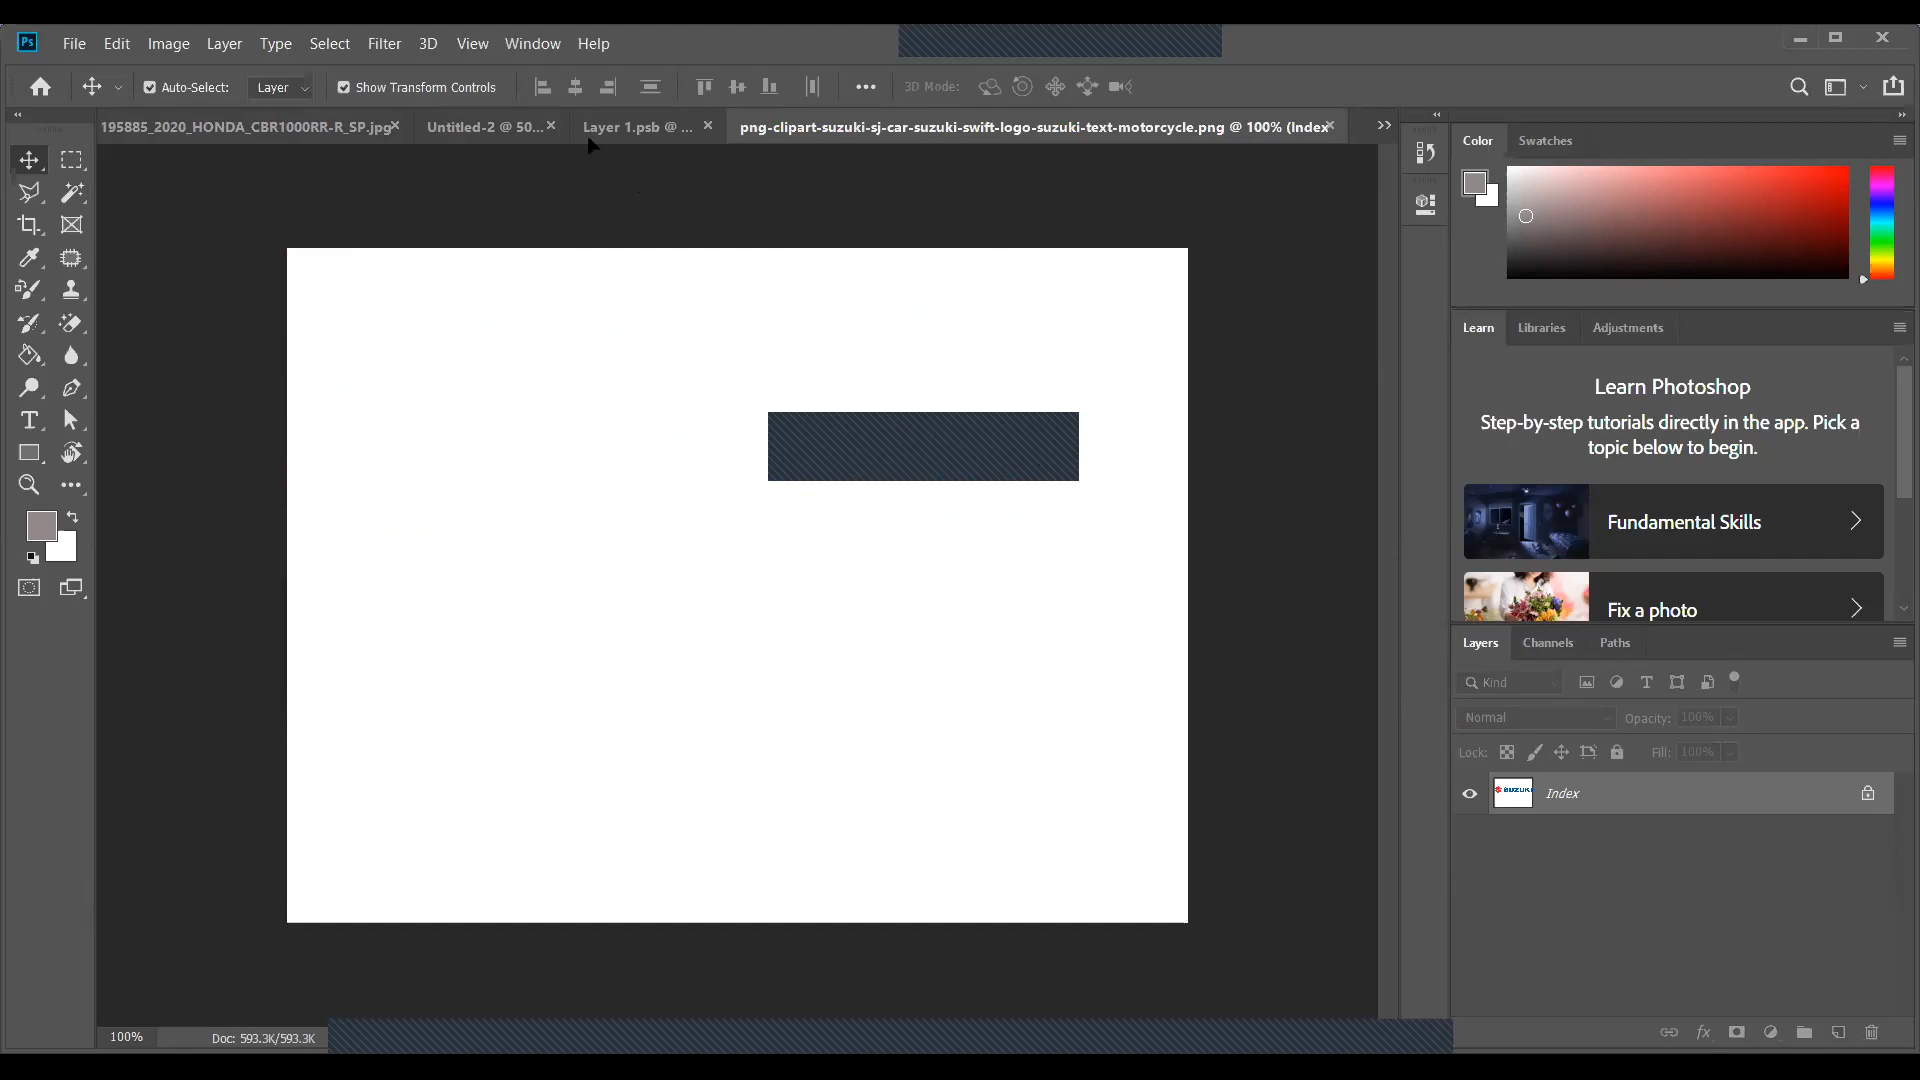 Ps File Edit Image Layer Type Select Filter 3D View Window Help
Auto-Select: Layer Show Transform Controls 3D Mode:
195885_2020_HONDA_CBR1000RR-R_SP.jpg Untitled-2 @ 50... Layer 1.psb @ ... png-clipart-suzuki-sj-car-suzuki-swift-logo-suzuki-text-motorcycle.png @ 100% (Index
Color Swatches
Learn Libraries Adjustments
Learn Photoshop
Step-by-step tutorials directly in the app. Pick a
topic below to begin.
Fundamental Skills
Fix a photo
Layers Channels Paths
Kind
Normal Opacity: 100%
Lock: Fill: 100%
SUZUKI Index
100% Doc: 593.3K/593.3K